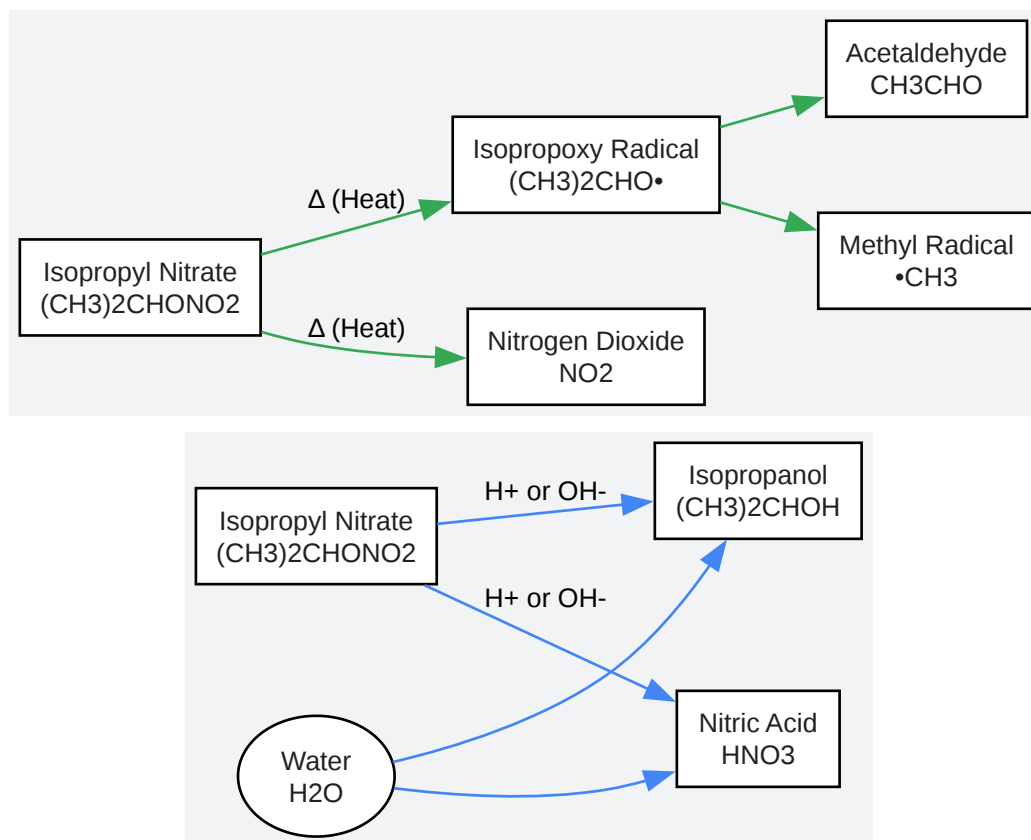 Acetaldehyde
CH3CHO
Isopropoxy Radical
(CH3)2CHO•
Δ (Heat)
Isopropyl Nitrate
(CH3)2CHONO2
Methyl Radical
•CH3
Δ (Heat)
Nitrogen Dioxide
NO2
Isopropanol
(CH3)2CHOH
H+ or OH-
Isopropyl Nitrate
(CH3)2CHONO2
H+ or OH-
Nitric Acid
HNO3
Water
H2O